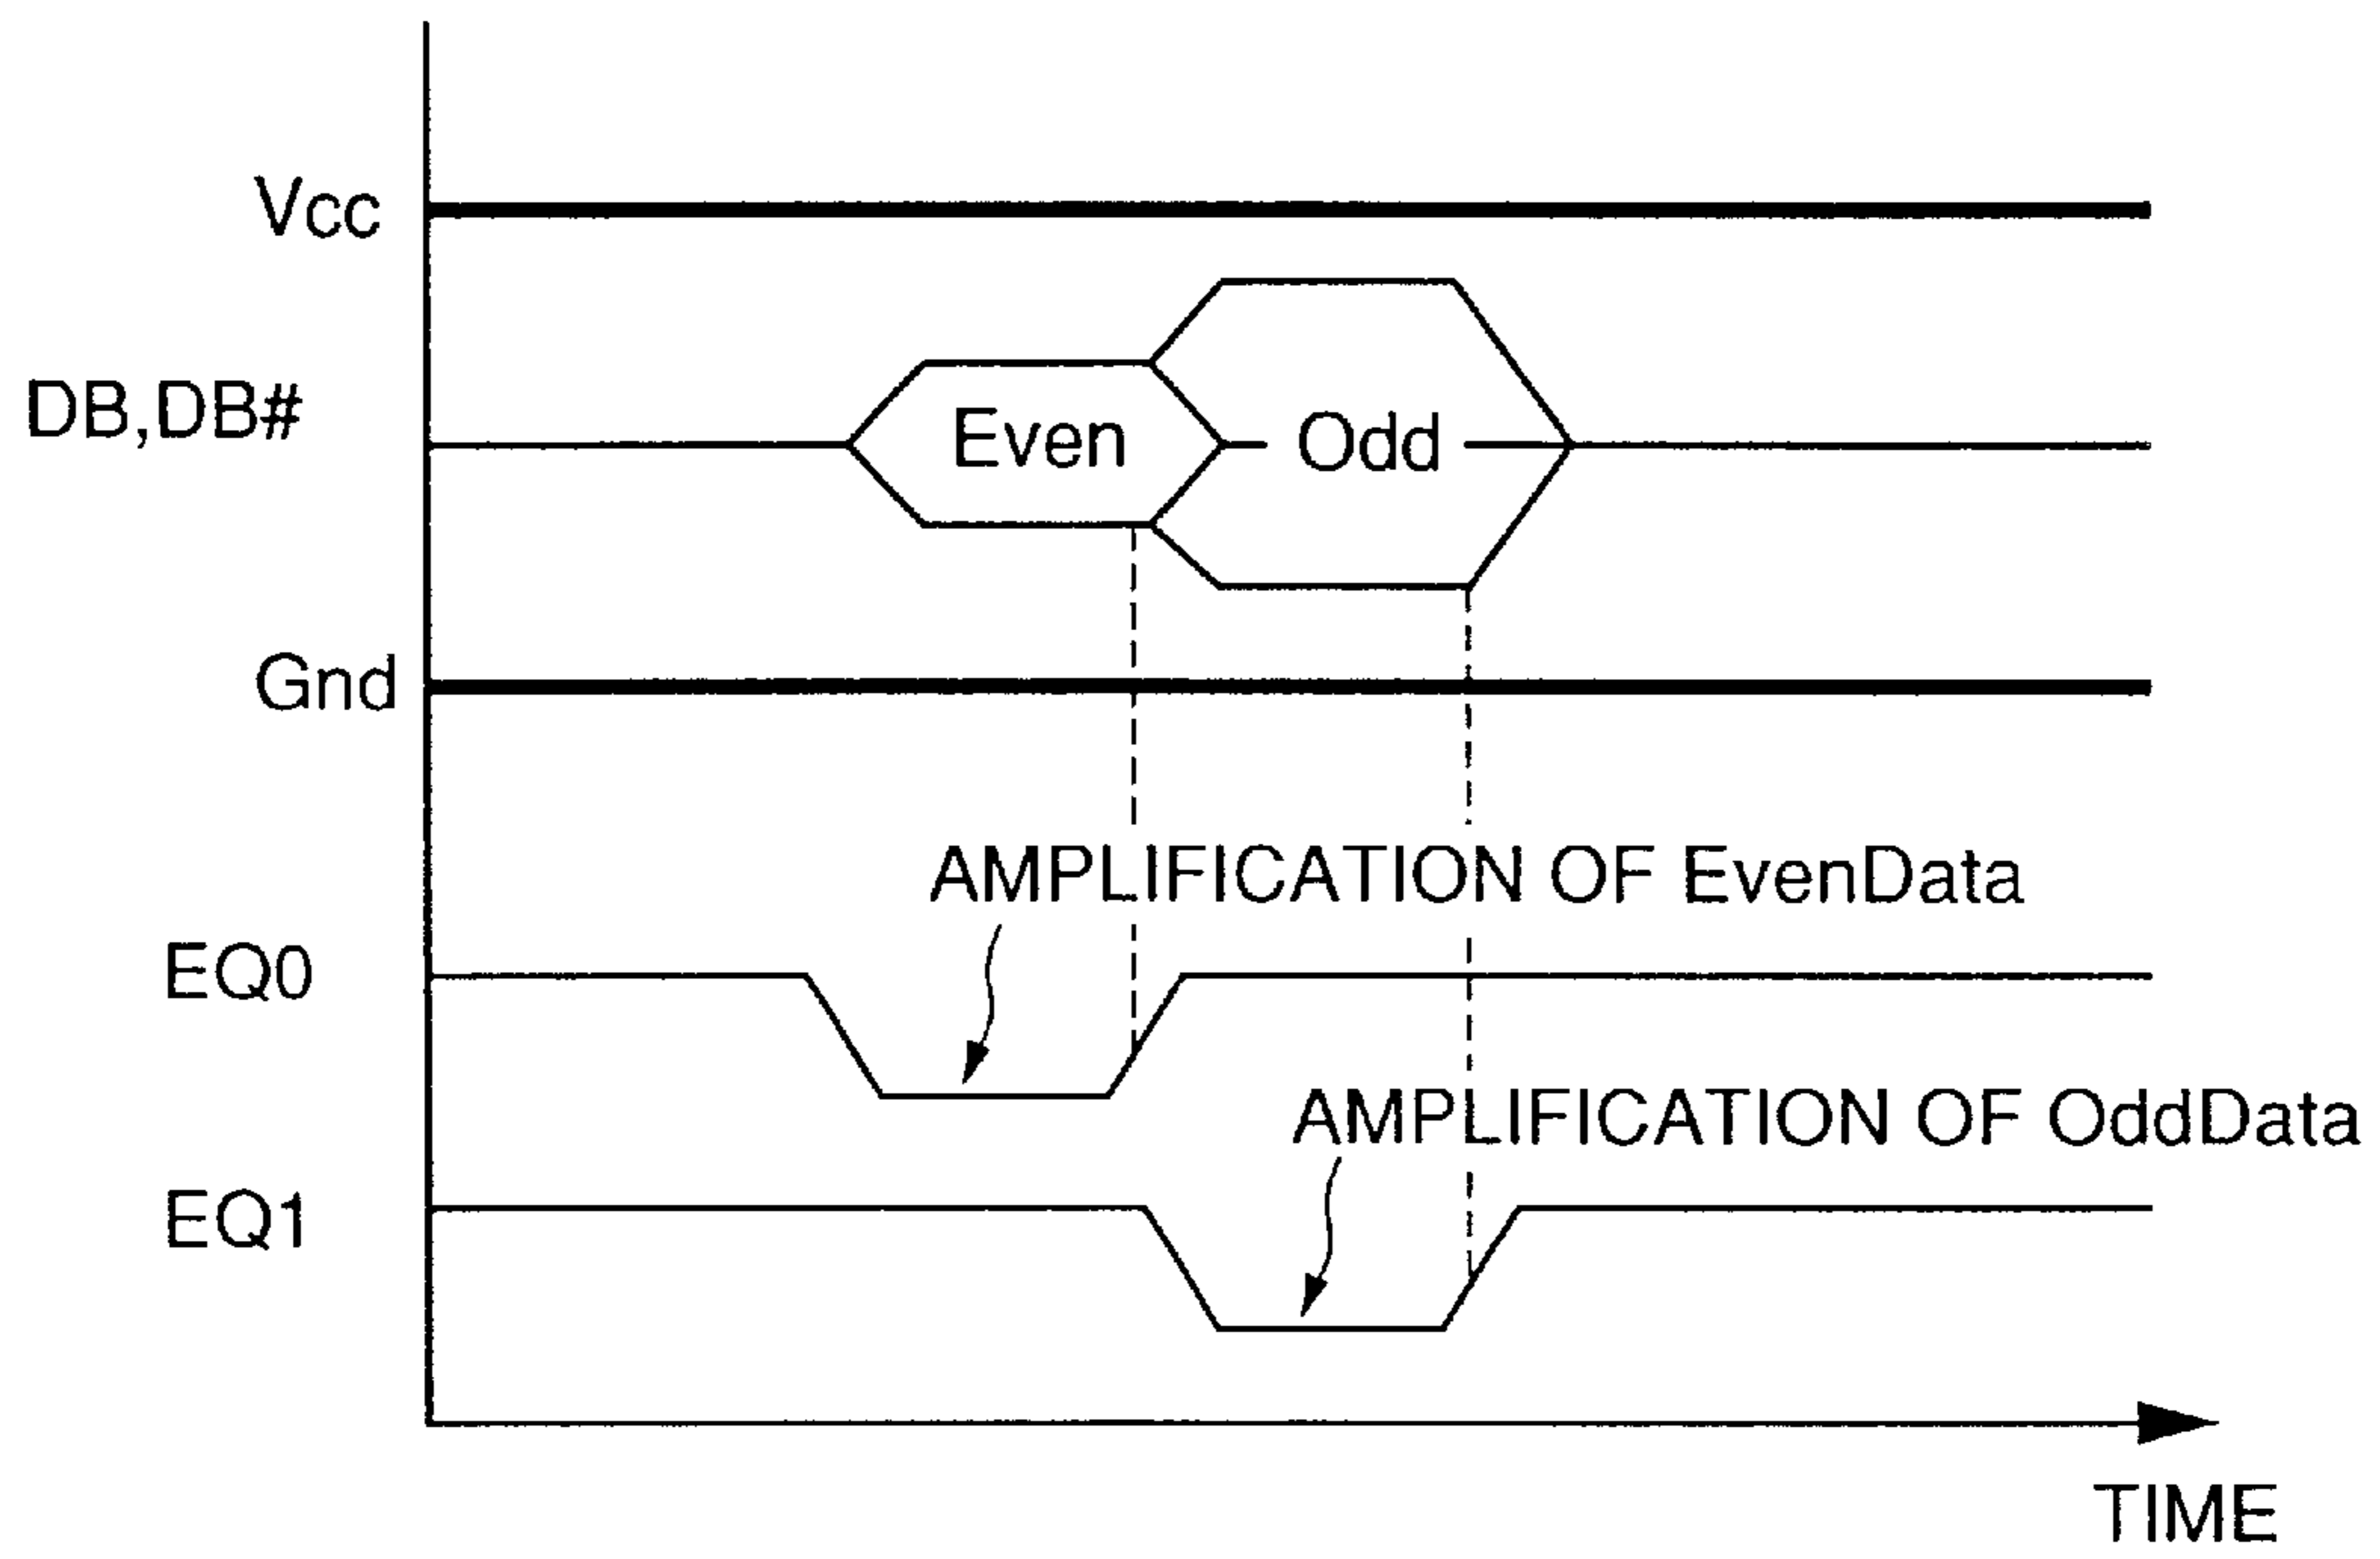 Vcc
DB,DB#
Even
Odd
Gnd
AMPLIFICATION OF EvenData
EQ0
AMPLIFICATION OF OddData
EQ1
TIME